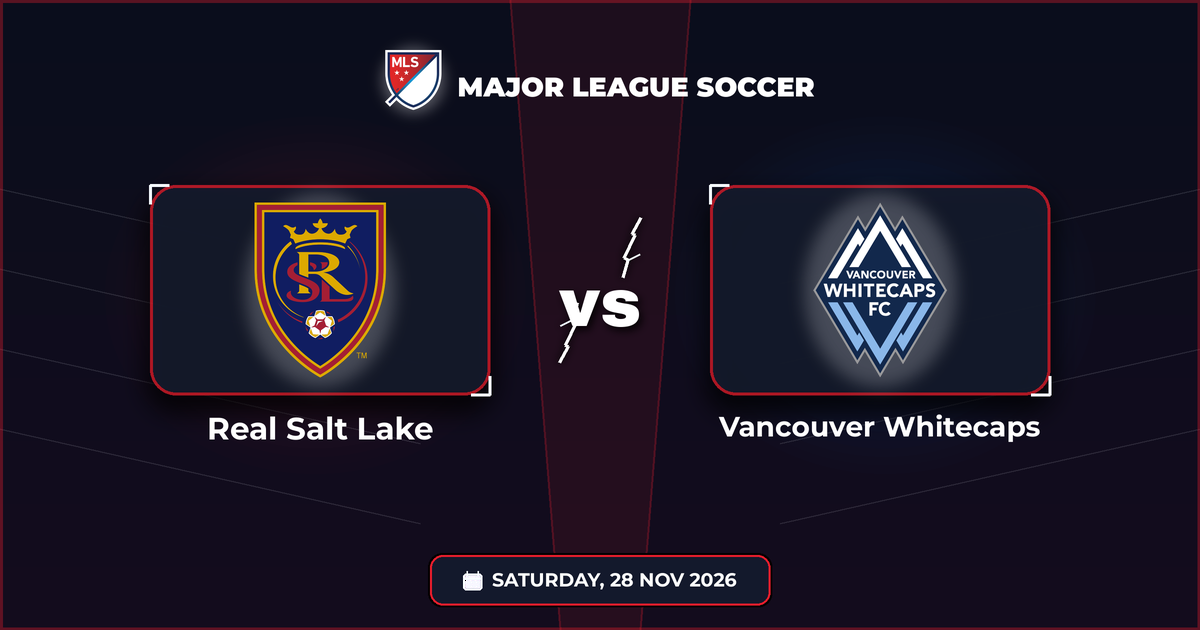 MLS
MAJOR LEAGUE SOCCER
RSL
TM
VANCOUVER
WHITECAPS
FC
vs
Real Salt Lake
Vancouver Whitecaps
SATURDAY, 28 NOV 2026